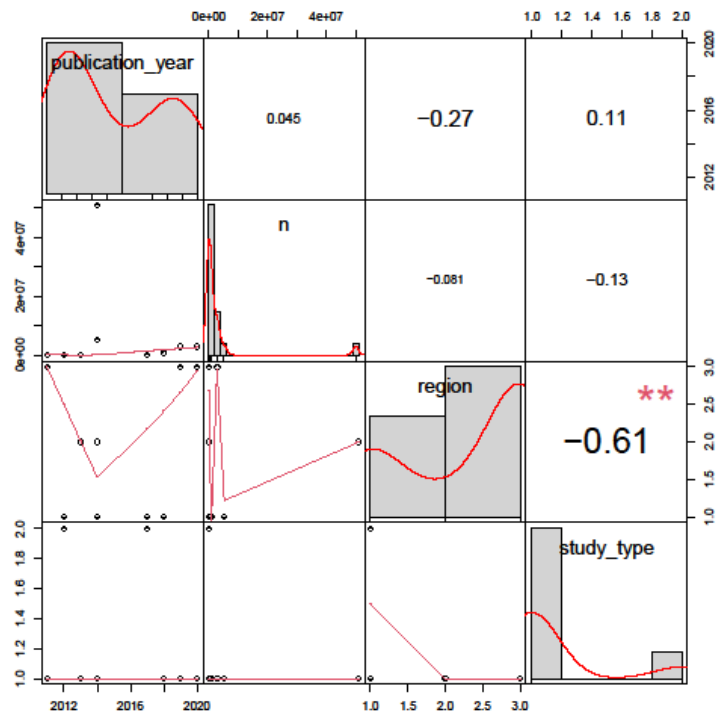 0e+00 2e+07 4e+07 1.0 1.2 1.4 1.6 1.8 2.0
publication_year
0.045
−0.27
0.11
2012 2016 2020
0e+00 2e+07 4e+07
n
−0.081
−0.13
region
**
−0.61
1.0 1.5 2.0 2.5 3.0
1.0 1.2 1.4 1.6 1.8 2.0
study_type
2012 2016 2020 1.0 1.5 2.0 2.5 3.0